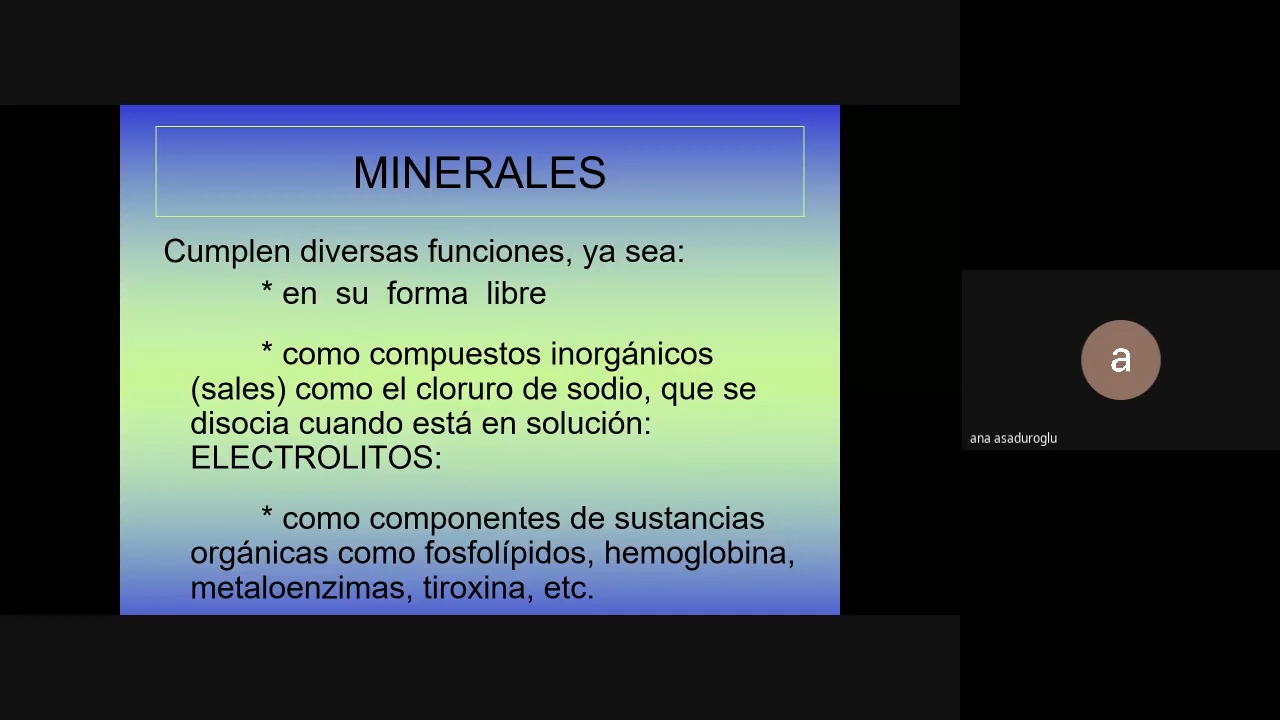 MINERALES
Cumplen diversas funciones, ya sea:
* en su forma libre
* como compuestos inorgánicos
(sales) como el cloruro de sodio, que se
disocia cuando está en solución:
ELECTROLITOS:
* como componentes de sustancias
orgánicas como fosfolípidos, hemoglobina,
metaloenzimas, tiroxina, etc.
a
ana asaduroglu